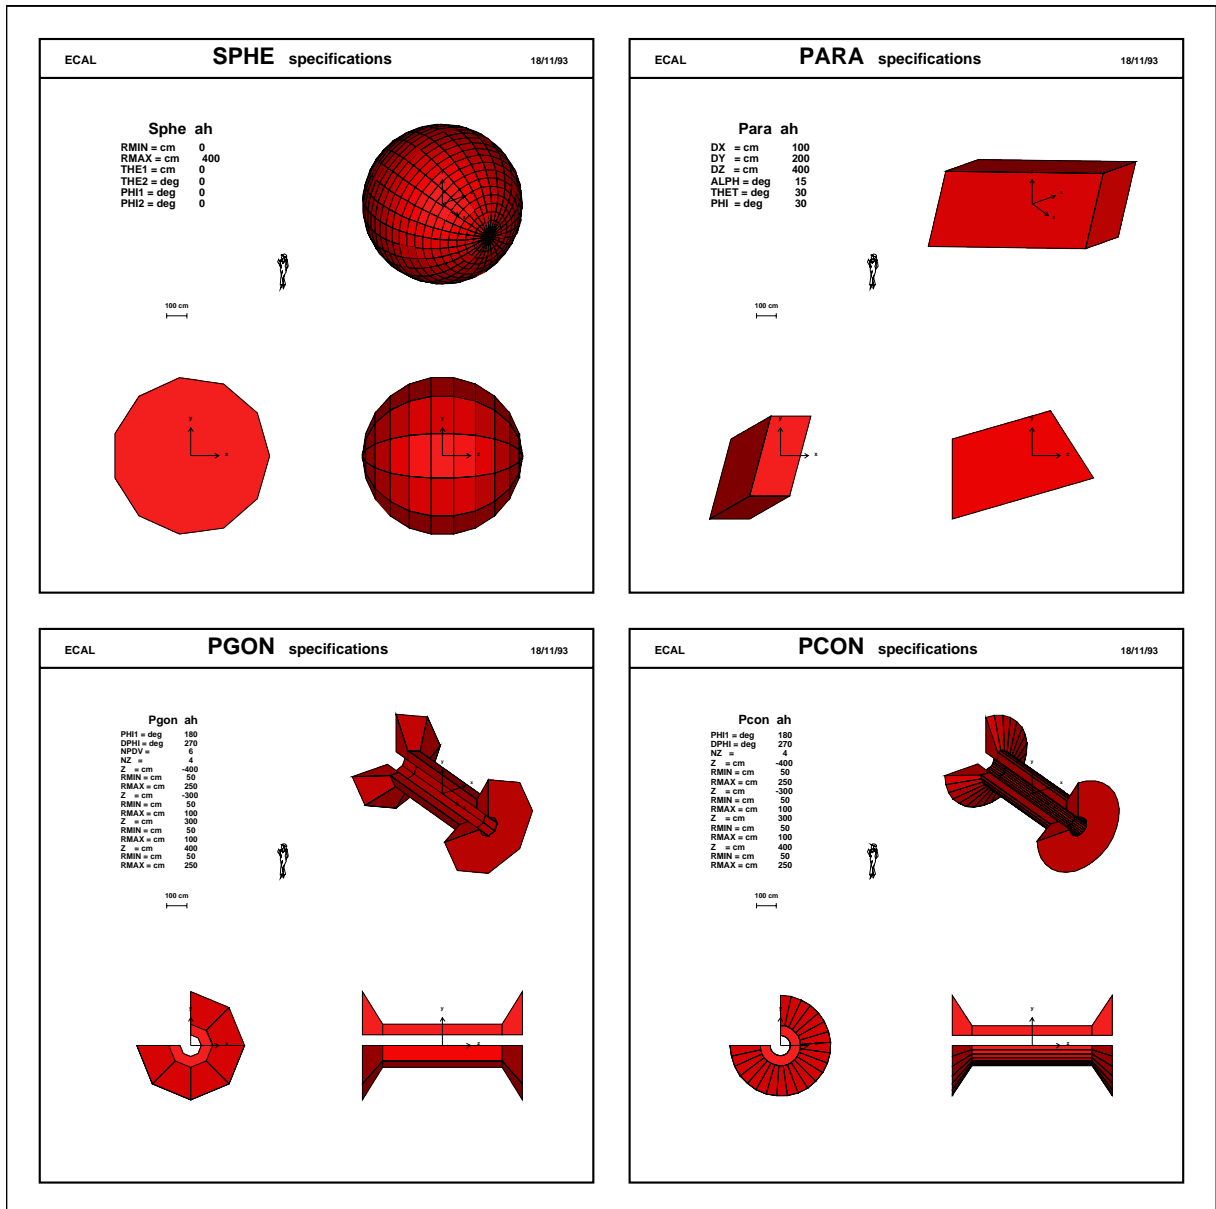 ECAL SPHE specifications 18/11/93
Sphe ah
RMIN = cm 0
RMAX = cm 400
THE1 = cm 0
THE2 = deg 0
PHI1 = deg 0
PHI2 = deg 0
100 cm
y
x
y
x
ECAL PARA specifications 18/11/93
Para ah
DX = cm 100
DY = cm 200
DZ = cm 400
ALPH = deg 15
THET = deg 30
PHI = deg 30
100 cm
y
x
y
x
ECAL PGON specifications 18/11/93
Pgon ah
PHI1 = deg 180
DPHI = deg 270
NPDV = 6
NZ = 4
Z = cm -400
RMIN = cm 50
RMAX = cm 250
Z = cm -300
RMIN = cm 50
RMAX = cm 100
Z = cm 300
RMIN = cm 50
RMAX = cm 100
Z = cm 400
RMIN = cm 50
RMAX = cm 250
100 cm
y
x
y
x
ECAL PCON specifications 18/11/93
Pcon ah
PHI1 = deg 180
DPHI = deg 270
NZ = 4
Z = cm -400
RMIN = cm 50
RMAX = cm 250
Z = cm -300
RMIN = cm 50
RMAX = cm 100
Z = cm 300
RMIN = cm 50
RMAX = cm 100
Z = cm 400
RMIN = cm 50
RMAX = cm 250
100 cm
y
x
y
x